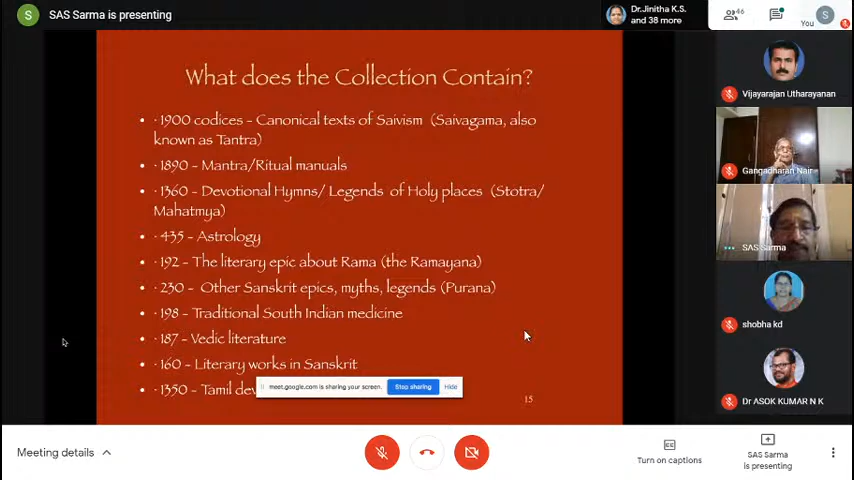 S SAS Sarma is presenting
Dr.Jinitha K.S.
and 38 more
46
S
You
What does the Collection Contain?
• · 1900 codices – Canonical texts of Saivism (Saivagama, also
known as Tantra)
• · 1890 – Mantra/Ritual manuals
• · 1360 – Devotional Hymns/ Legends of Holy places (Stotra/
Mahatmya)
• · 435 – Astrology
• · 192 – The literary epic about Rama (the Ramayana)
• · 230 – Other Sanskrit epics, myths, legends (Purana)
• · 198 – Traditional South Indian medicine
• · 187 – Vedic literature
• · 160 – Literary works in Sanskrit
• · 1350 – Tamil dev
meet.google.com is sharing your screen. Stop sharing Hide
15
Vijayarajan Utharayanan
Gangadharan Nair
SAS Sarma
shobha kd
Dr ASOK KUMAR N K
Meeting details
Turn on captions
SAS Sarma
is presenting